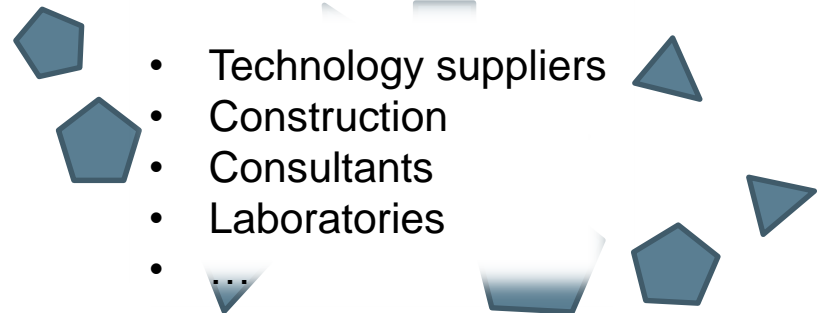 • Technology suppliers
• Construction
• Consultants
• Laboratories
• ...